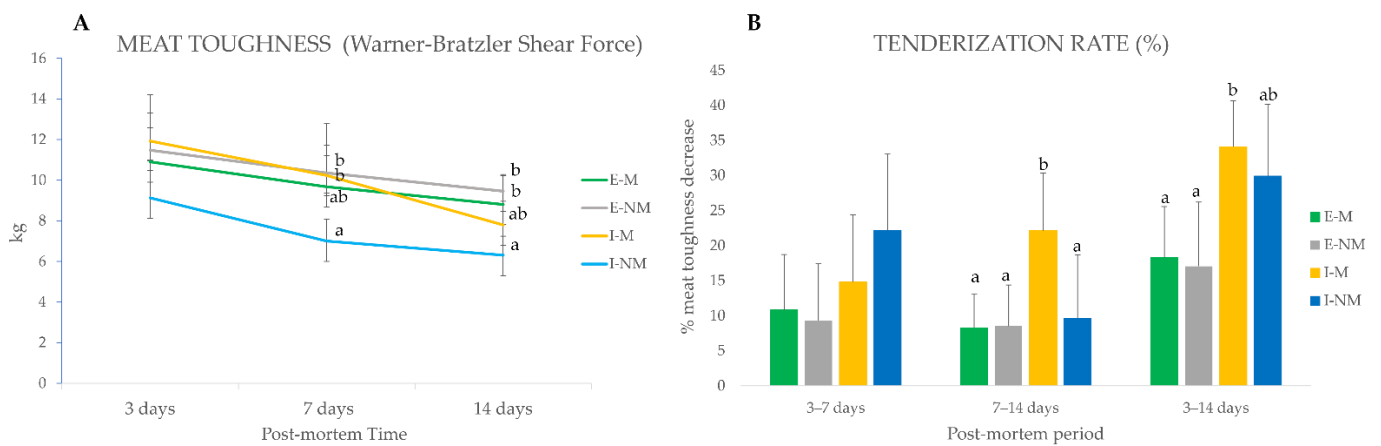 A
MEAT TOUGHNESS (Warner-Bratzler Shear Force)
16
14
12
10
8
6
4
2
0
kg
b
b
ab
a
b
b
ab
a
3 days
7 days
14 days
Post-mortem Time
E-M
E-NM
I-M
I-NM
B
TENDERIZATION RATE (%)
45
40
35
30
25
20
15
10
5
0
% meat toughness decrease
a
a
b
a
a
a
b
ab
3–7 days
7–14 days
3–14 days
Post-mortem period
E-M
E-NM
I-M
I-NM